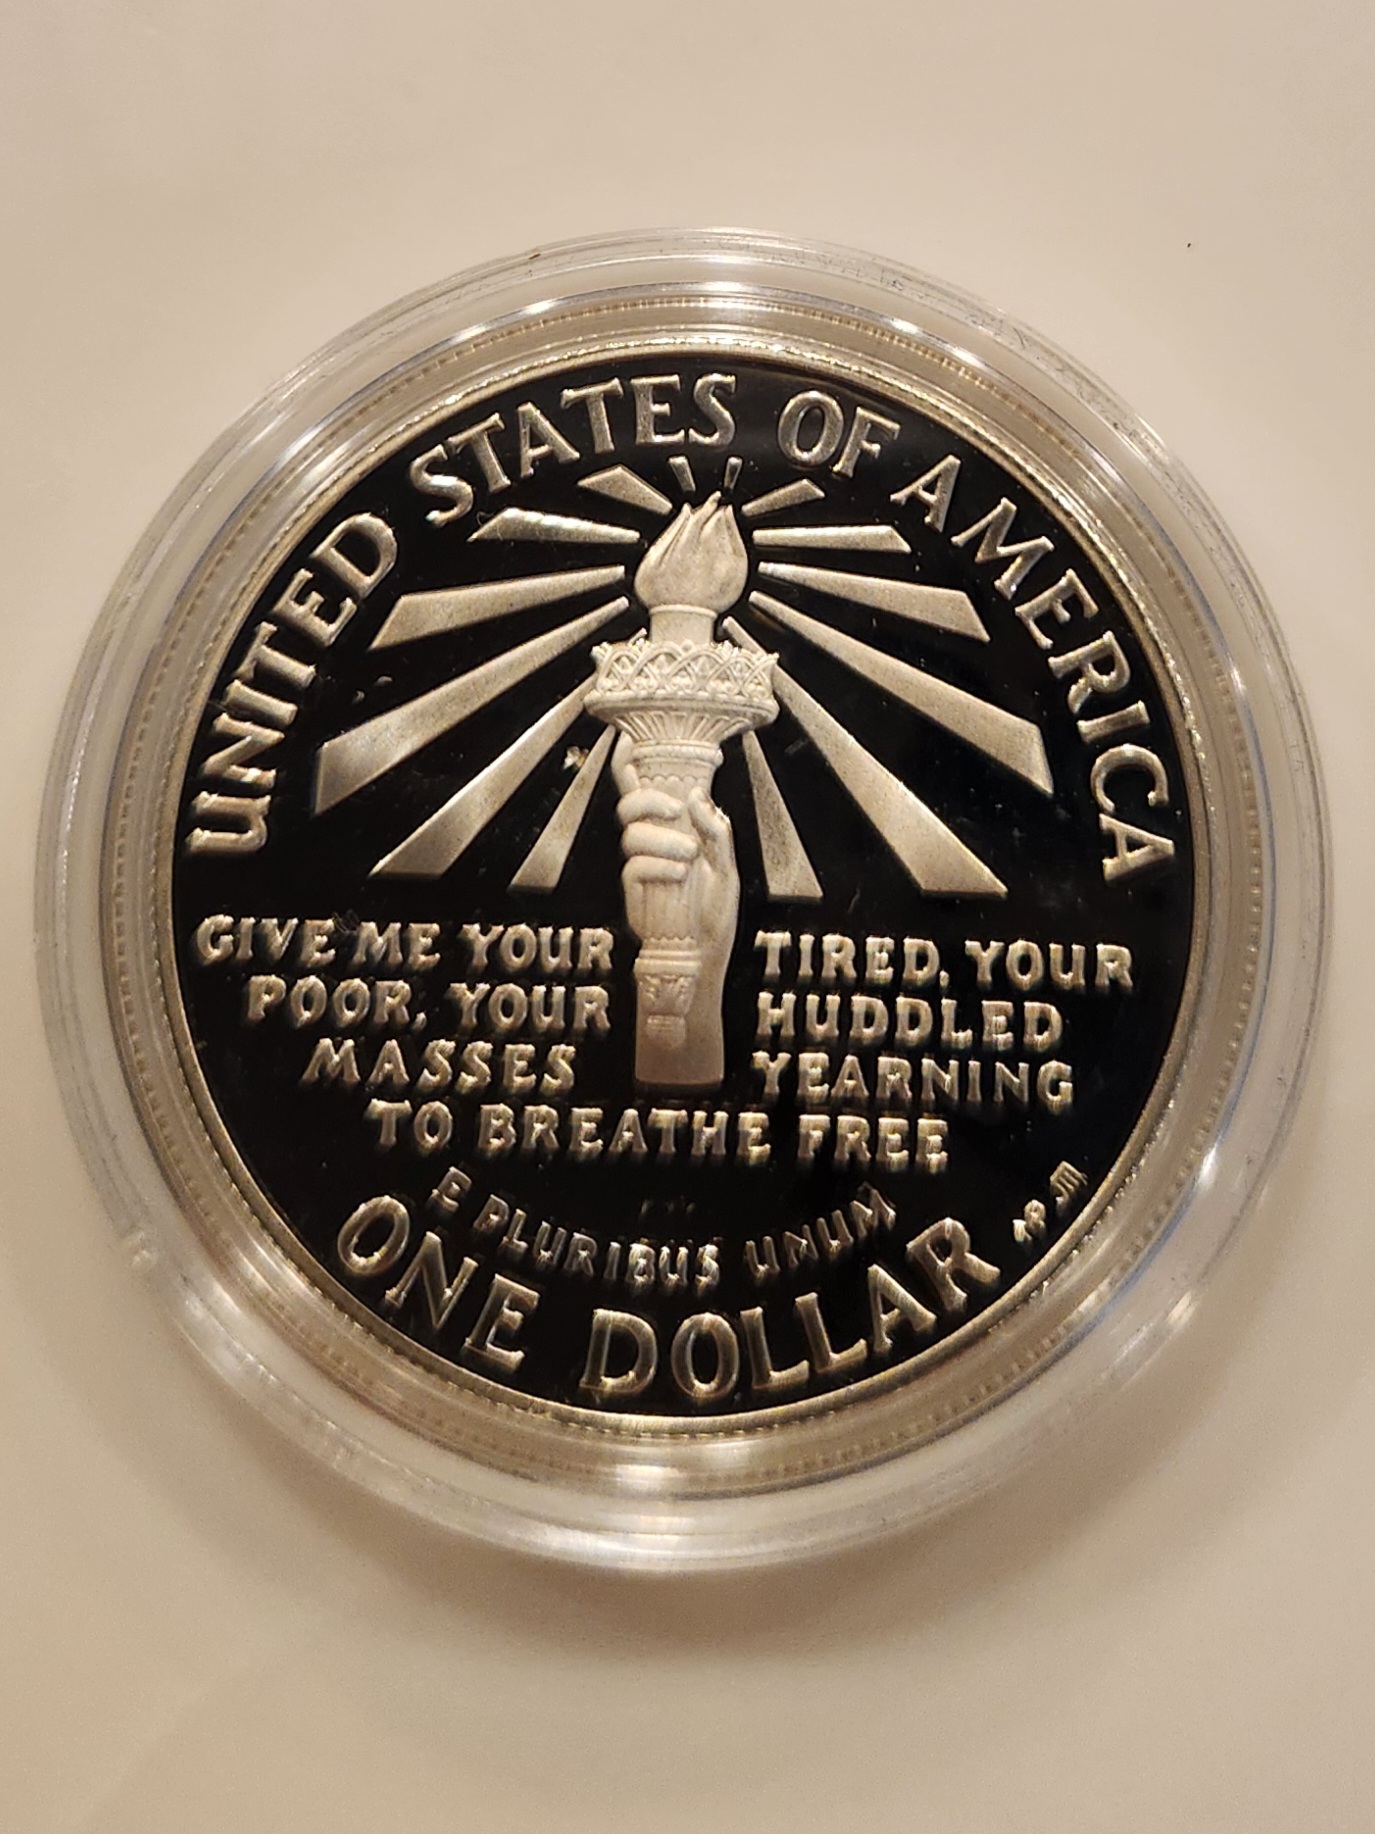 UNITED STATES OF AMERICA
GIVE ME YOUR TIRED, YOUR
POOR, YOUR HUDDLED
MASSES YEARNING
TO BREATHE FREE
E PLURIBUS UNUM
ONE DOLLAR